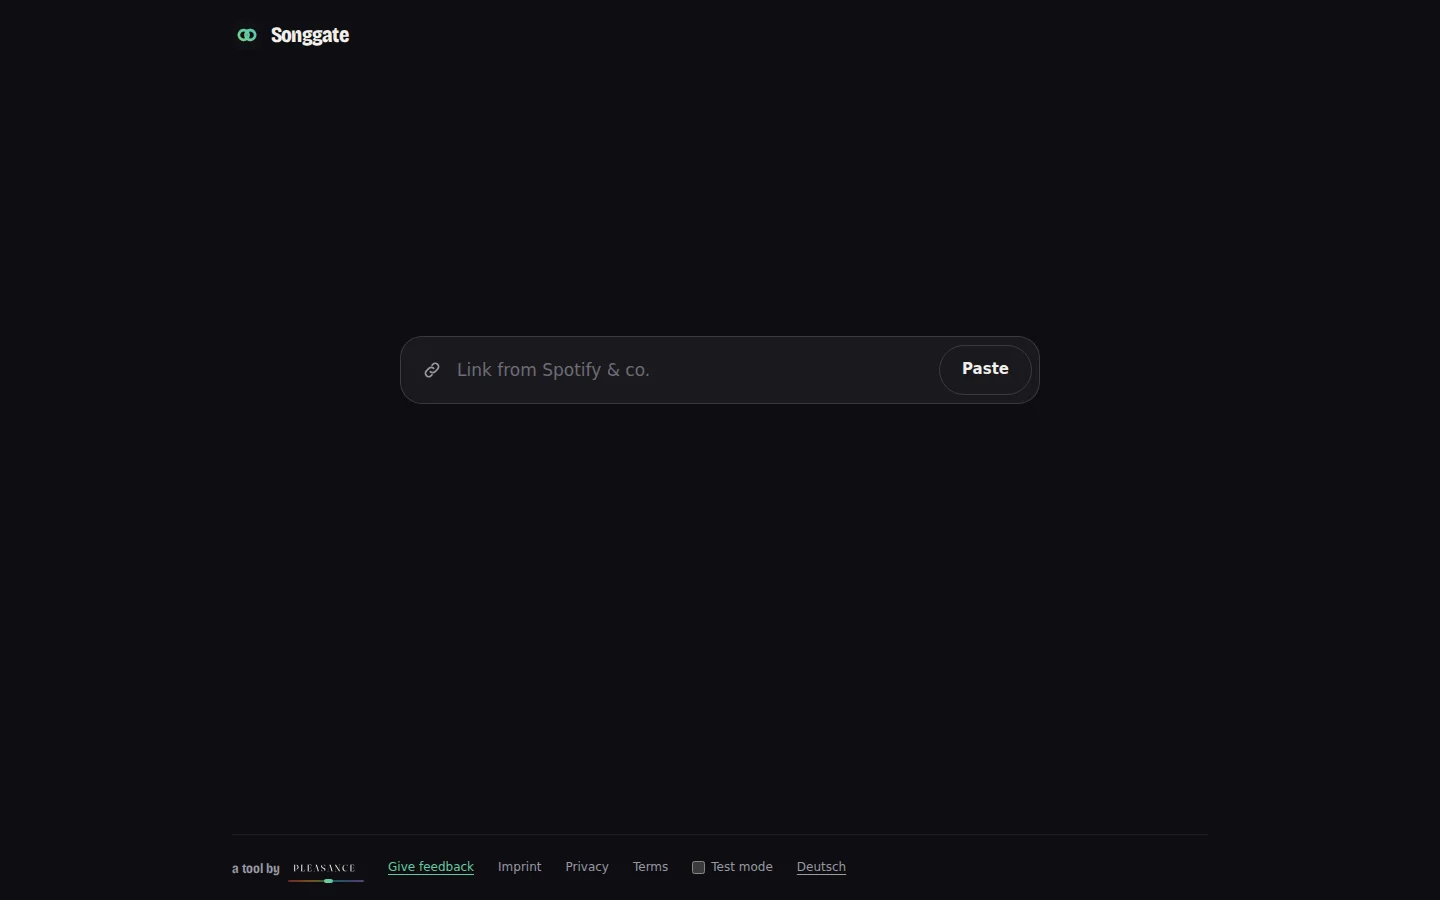 Songgate
Link from Spotify & co.
Paste
a tool by PLEASANCE Give feedback Imprint Privacy Terms Test mode Deutsch